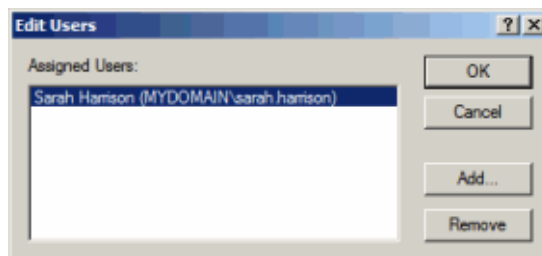 Edit Users
Assigned Users:
Sarah Harrison (MYDOMAIN\sarah.harrison)
OK
Cancel
Add...
Remove